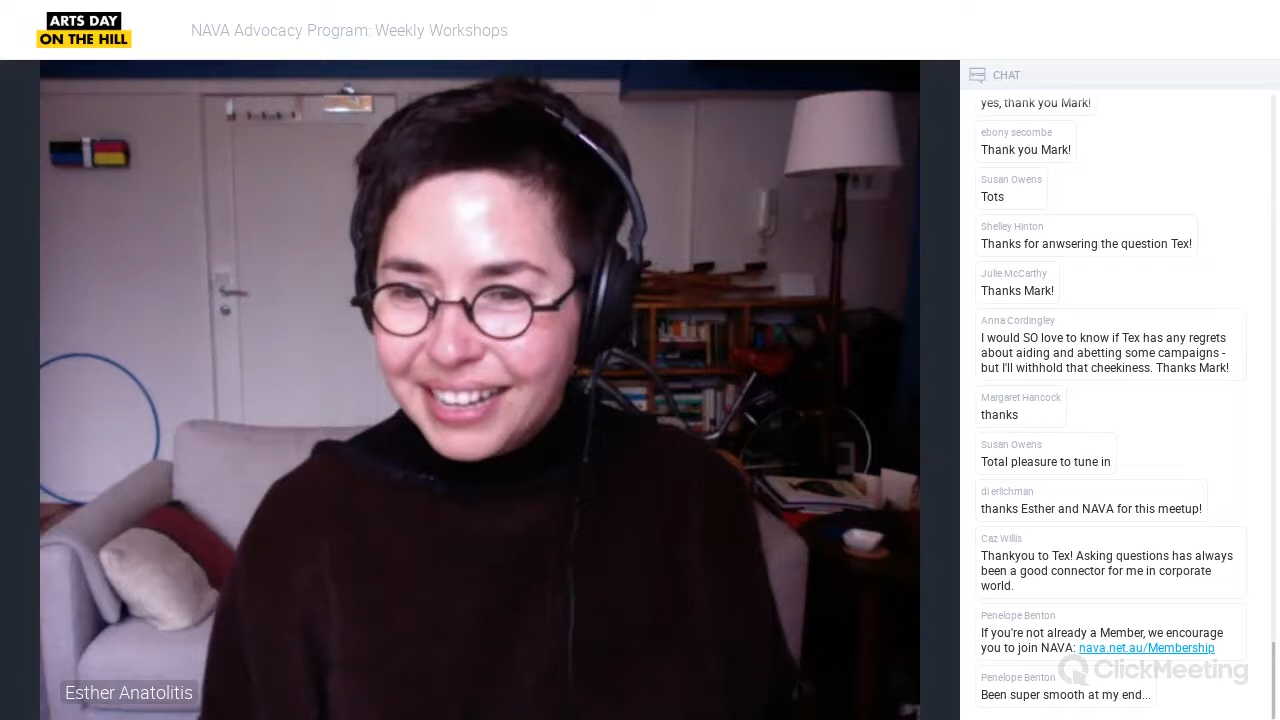 ARTS DAY
ON THE HILL
NAVA Advocacy Program: Weekly Workshops
CHAT
yes, thank you Mark!
ebony secombe
Thank you Mark!
Susan Owens
Tots
Shelley Hinton
Thanks for anwsering the question Tex!
Julie McCarthy
Thanks Mark!
Anna Cordingley
I would SO love to know if Tex has any regrets
about aiding and abetting some campaigns -
but I'll withhold that cheekiness. Thanks Mark!
Margaret Hancock
thanks
Susan Owens
Total pleasure to tune in
di erlichman
thanks Esther and NAVA for this meetup!
Caz Willis
Thankyou to Tex! Asking questions has always
been a good connector for me in corporate
world.
Penelope Benton
If you're not already a Member, we encourage
you to join NAVA: nava.net.au/Membership
Penelope Benton
Been super smooth at my end...
ClickMeeting
Esther Anatolitis